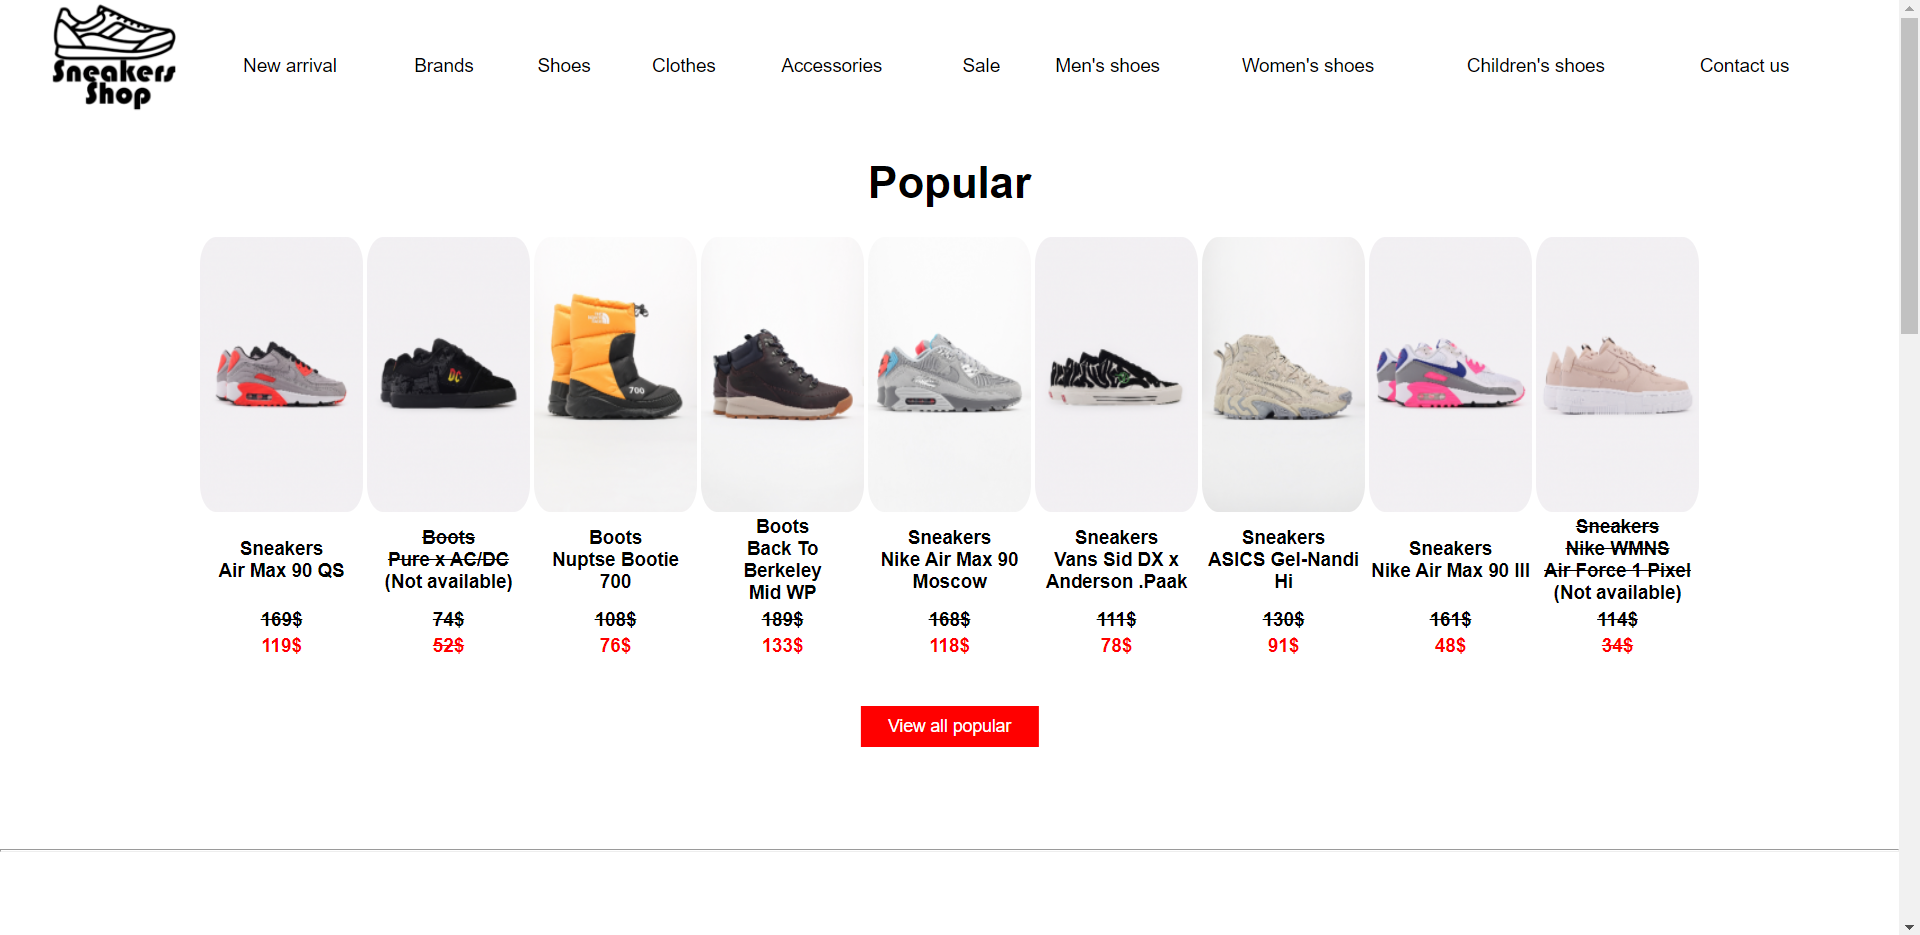 Sneakers
Shop
New arrival
Brands
Shoes
Clothes
Accessories
Sale
Men's shoes
Women's shoes
Children's shoes
Contact us
Popular
DC
700
Sneakers
Air Max 90 QS
169$
119$
Boots
Pure x AC/DC
(Not available)
74$
52$
Boots
Nuptse Bootie
700
108$
76$
Boots
Back To
Berkeley
Mid WP
189$
133$
Sneakers
Nike Air Max 90
Moscow
168$
118$
Sneakers
Vans Sid DX x
Anderson .Paak
111$
78$
Sneakers
ASICS Gel-Nandi
Hi
130$
91$
Sneakers
Nike Air Max 90 III
161$
48$
Sneakers
Nike WMNS
Air Force 1 Pixel
(Not available)
114$
34$
View all popular